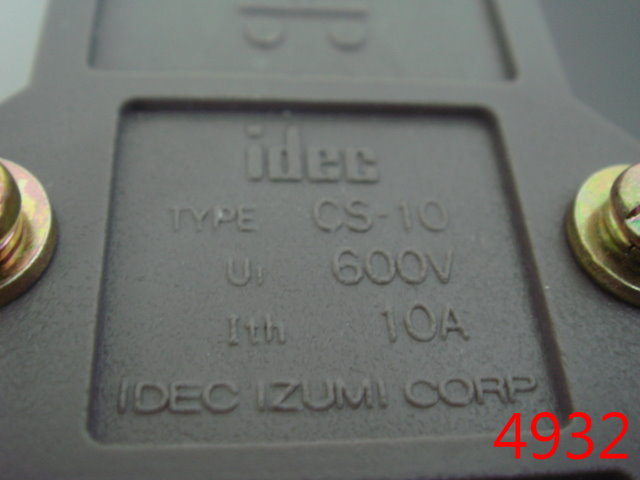 idec
TYPE CS-10
Ui 600V
Ith 10A
IDEC IZUMI CORP
4932